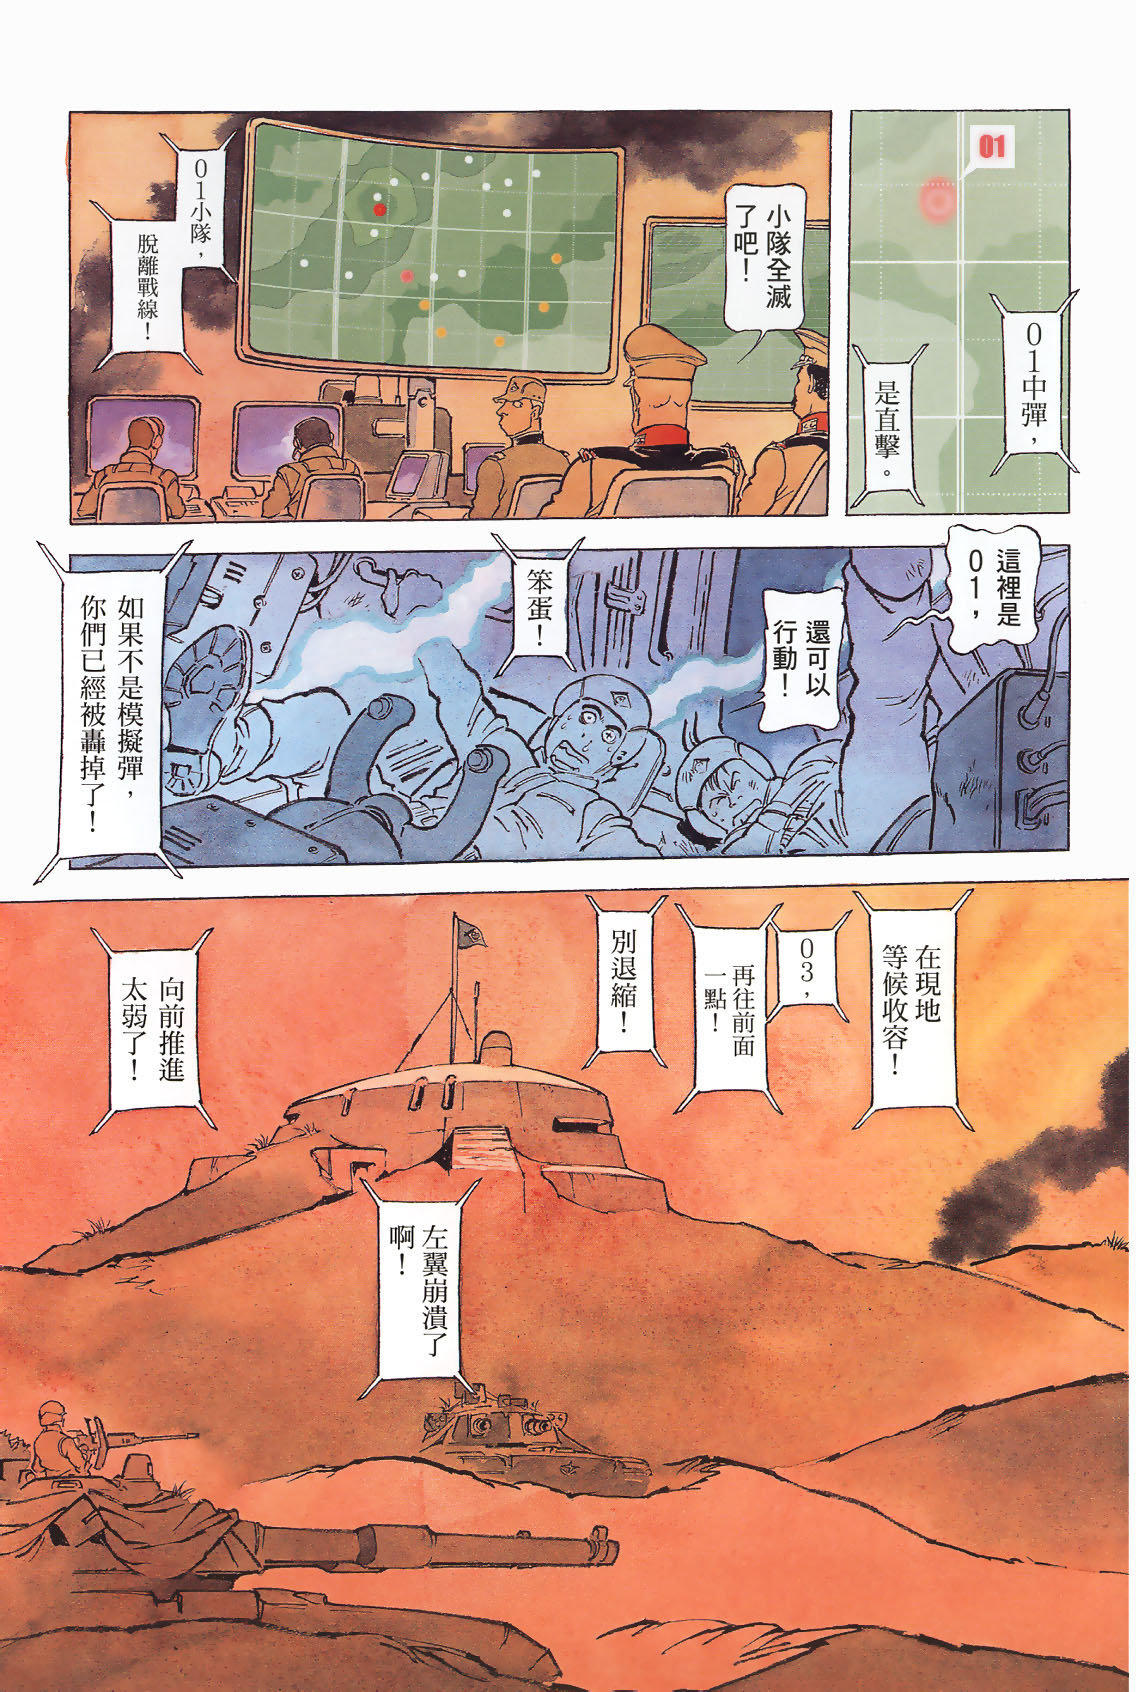 01
01中彈，
是直擊。
小隊全滅
了吧！
01小隊，
脫離戰線！
這裡是
01，
還可以
行動！
笨蛋！
如果不是模擬彈，
你們已經被轟掉了！
在現地
等候收容！
03，
再往前面
一點！
別退縮！
向前推進
太弱了！
左翼崩潰了
啊！